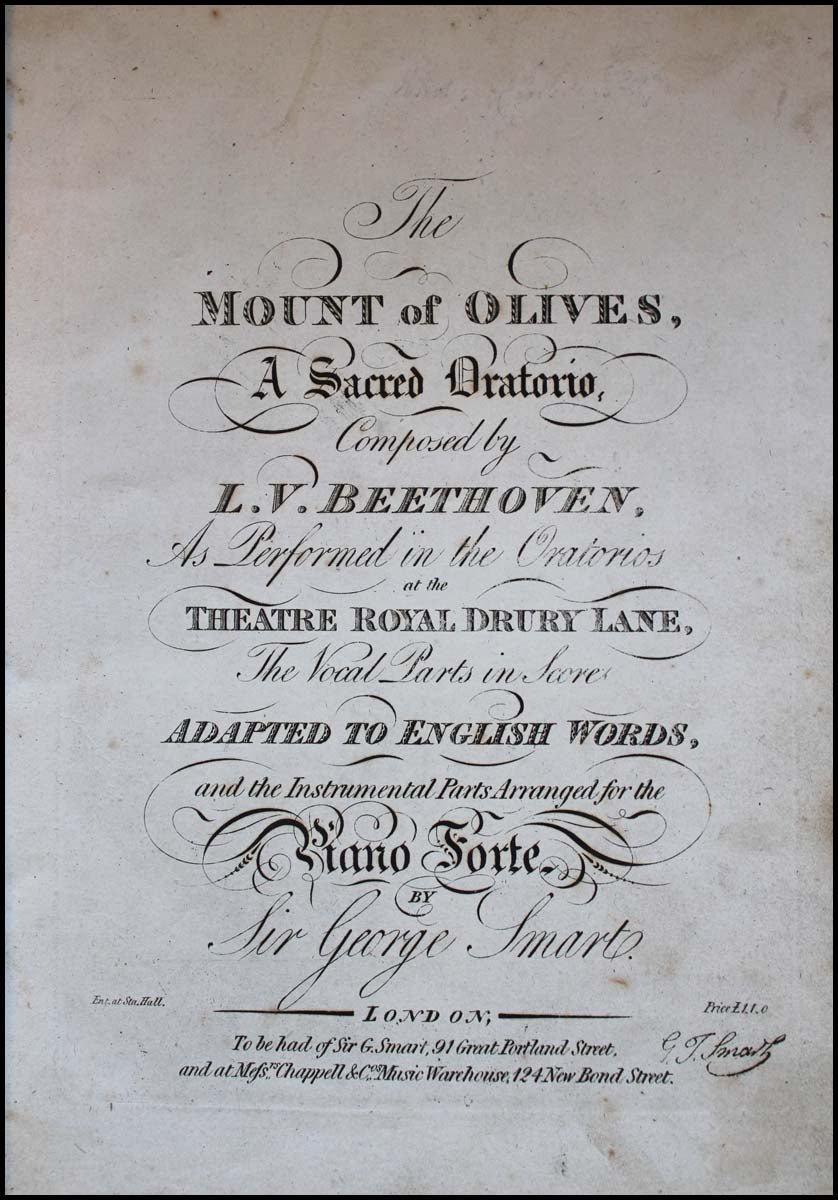 The
MOUNT of OLIVES,
A Sacred Oratorio,
Composed by
L.V. BEETHOVEN,
As Performed in the Oratorios
at the
THEATRE ROYAL DRURY LANE,
The Vocal Parts in Score
ADAPTED TO ENGLISH WORDS,
and the Instrumental Parts Arranged for the
Piano Forte.
BY
Sir George Smart.
Ent. at Sta. Hall.
Price £1.1.0
LONDON;
To be had of Sir G. Smart, 91 Great Portland Street,
G. T. Smart
and at Meſs.rs Chappell & Cos. Music Warehouse, 124 New Bond Street.